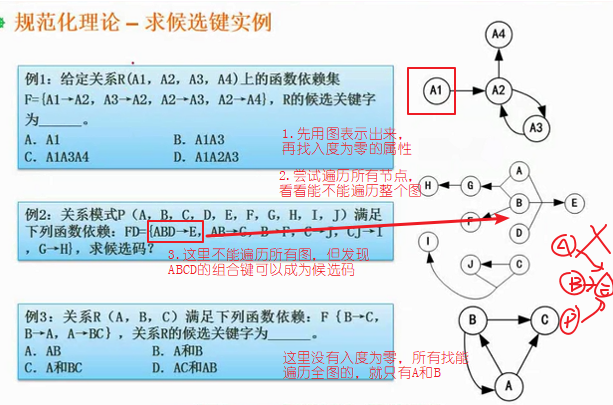 规范化理论 – 求候选键实例
例1：给定关系R(A1，A2，A3，A4)上的函数依赖集
F={A1→A2，A3→A2，A2→A3，A2→A4}，R的候选关键字
为______。
A．A1 B．A1A3
C．A1A3A4 D．A1A2A3
1.先用图表示出来，
再找入度为零的属性
2.尝试遍历所有节点，
看看能不能遍历整个图
A4
A1
A2
A3
例2：关系模式P（A，B，C，D，E，F，G，H，I，J）满足
下列函数依赖：FD={ABD→E，AB→G，B→F，C→J，CJ→I
，G→H}，求候选码？
3.这里不能遍历所有图，但发现
ABCD的组合键可以成为候选码
A
H
G
B
E
F
D
I
J
C
A
B
E
D
例3：关系R（A，B，C）满足下列函数依赖：F｛B→C，
B→A，A→BC｝，关系R的候选关键字为______。
A．AB B．A和B
C．A和BC D．AC和AB
这里没有入度为零，所有找能
遍历全图的，就只有A和B
B
C
A